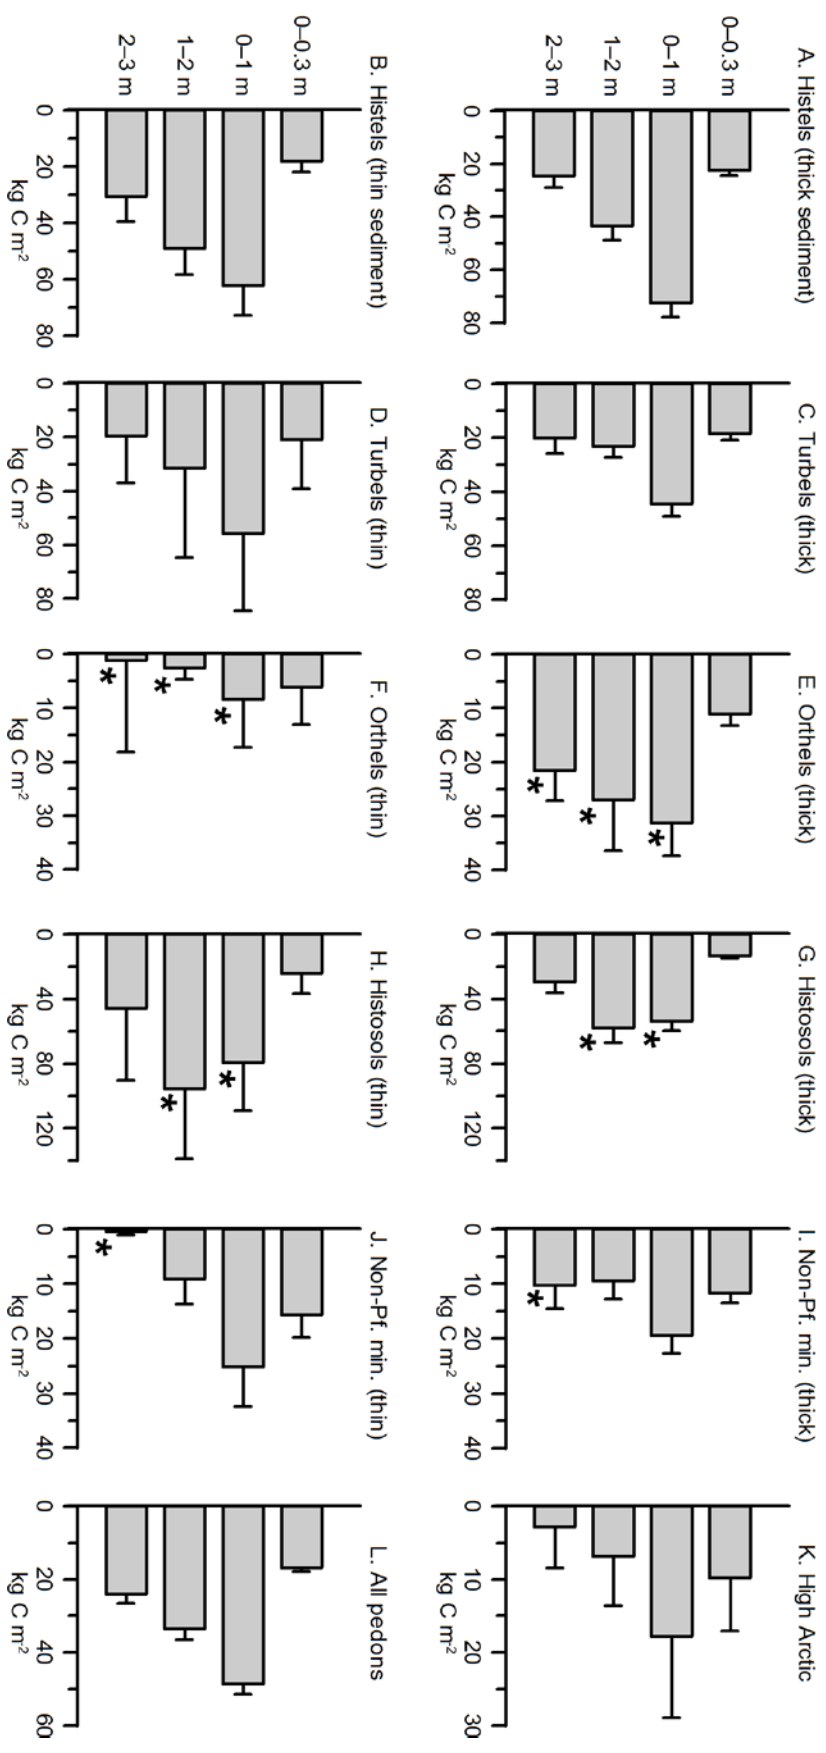 A. Histels (thick sediment) C. Turbels (thick) E. Orthels (thick) G. Histosols (thick) I. Non-Pf. min. (thick) K. High Arctic
0–0.3 m
0–1 m * *
1–2 m * *
2–3 m * *
0 20 40 60 80 0 20 40 60 80 0 10 20 30 40 0 40 80 120 0 10 20 30 40 0 10 20 30
kg C m⁻² kg C m⁻² kg C m⁻² kg C m⁻² kg C m⁻² kg C m⁻²
B. Histels (thin sediment) D. Turbels (thin) F. Orthels (thin) H. Histosols (thin) J. Non-Pf. min. (thin) L. All pedons
0–0.3 m
0–1 m * *
1–2 m * *
2–3 m * *
0 20 40 60 80 0 20 40 60 80 0 10 20 30 40 0 40 80 120 0 10 20 30 40 0 20 40 60
kg C m⁻² kg C m⁻² kg C m⁻² kg C m⁻² kg C m⁻² kg C m⁻²